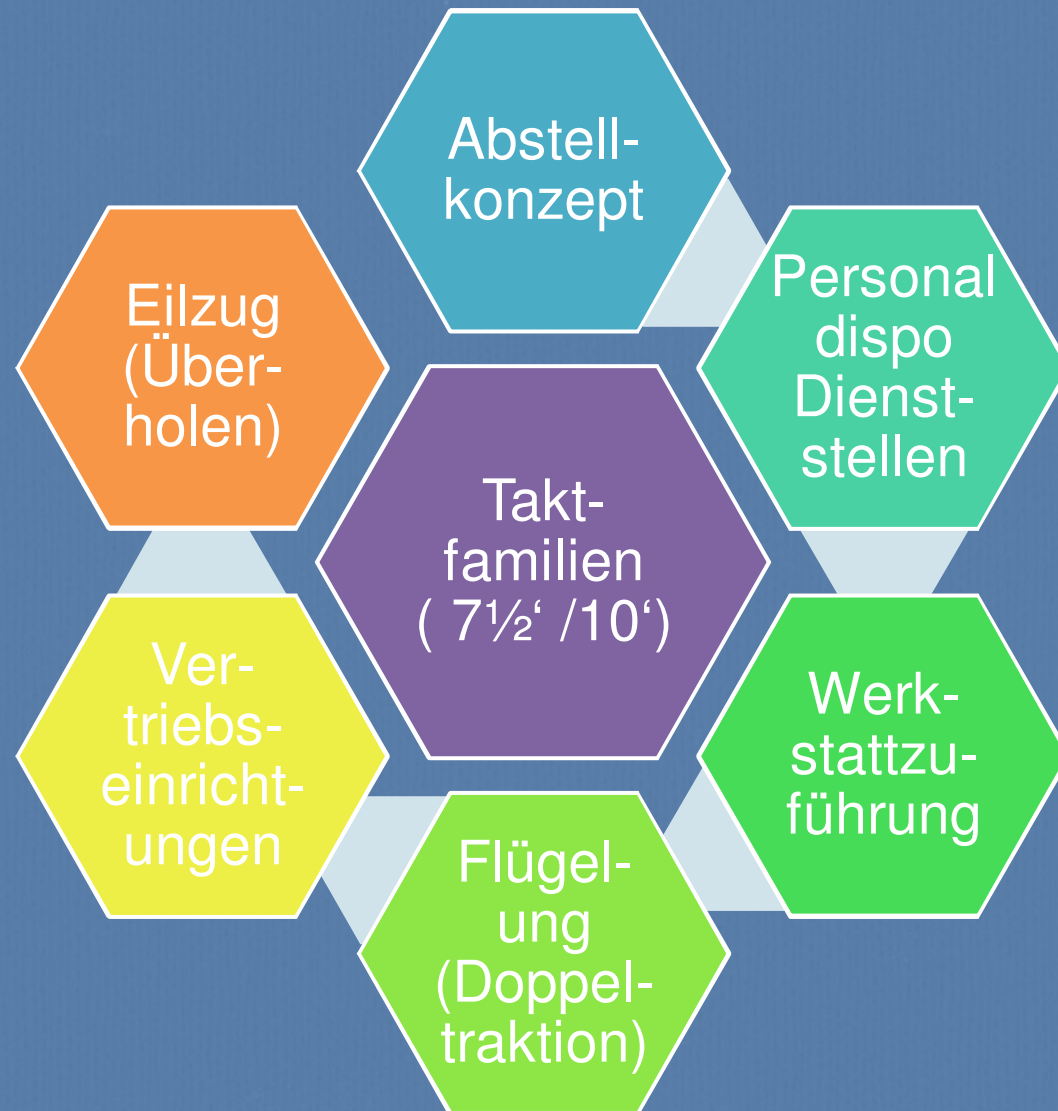 Abstell-
konzept
Personal
dispo
Dienst-
stellen
Werk-
stattzu-
führung
Flügel-
ung
(Doppel-
traktion)
Ver-
triebs-
einricht-
ungen
Eilzug
(Über-
holen)
Takt-
familien
( 7½‘ /10‘)